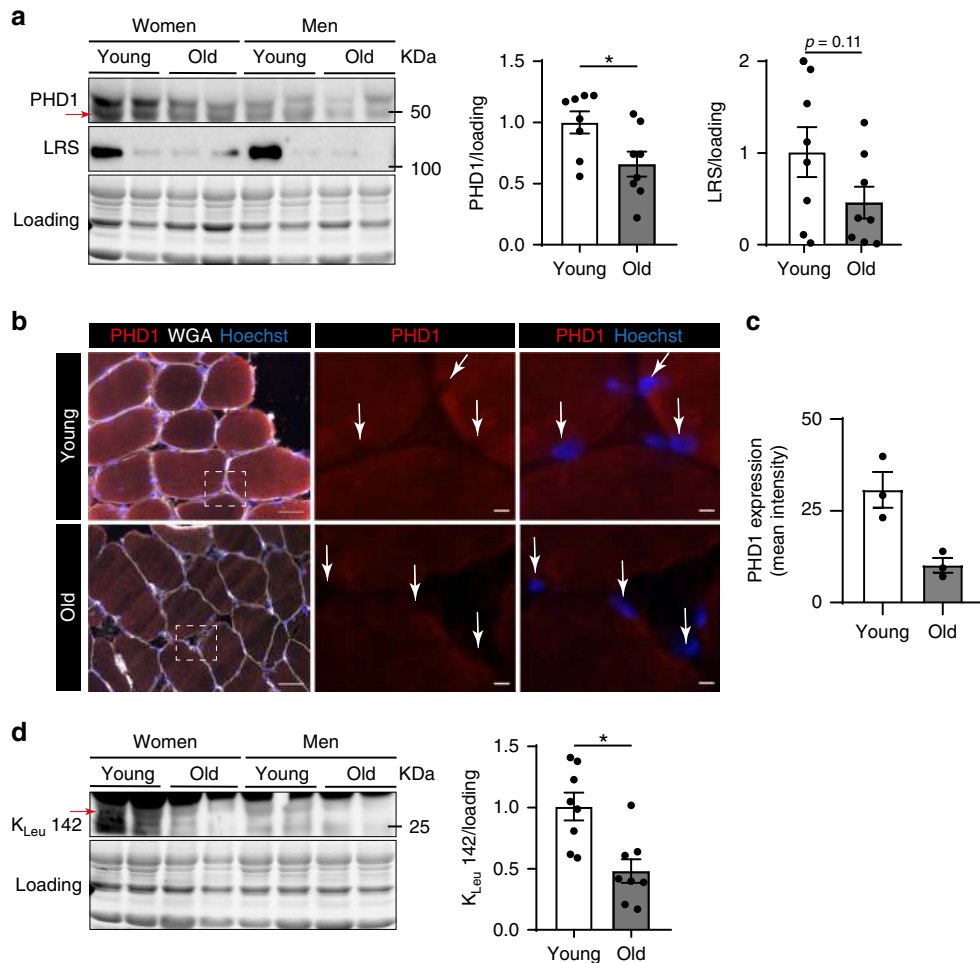 a
Women Men
Young Old Young Old KDa
PHD1
50
LRS
100
Loading
1.5
1.0
0.5
0.0
PHD1/loading
*
Young Old
2
1
0
LRS/loading
p = 0.11
Young Old
b
PHD1 WGA Hoechst
PHD1
PHD1 Hoechst
Young
Old
c
50
25
0
PHD1 expression
(mean intensity)
Young Old
d
Women Men
Young Old Young Old KDa
K_Leu 142
25
Loading
1.5
1.0
0.5
0.0
K_Leu 142/loading
*
Young Old